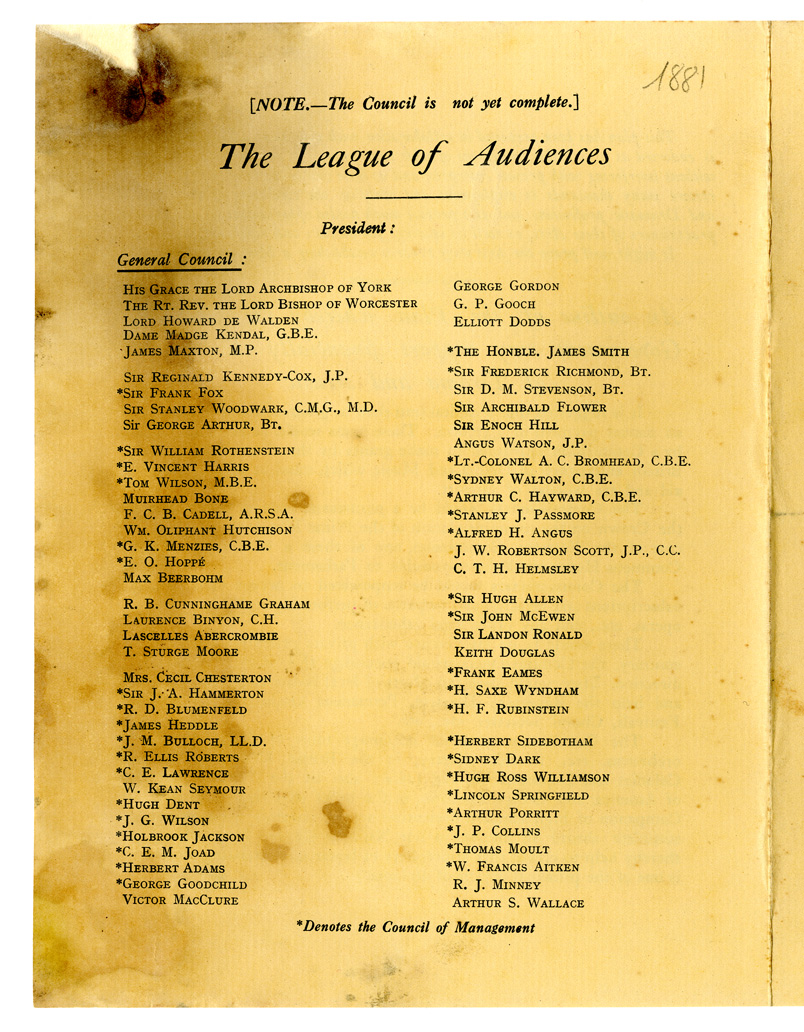 1881
[NOTE.—The Council is not yet complete.]
The League of Audiences
President :
General Council :
His Grace the Lord Archbishop of York
The Rt. Rev. the Lord Bishop of Worcester
Lord Howard de Walden
Dame Madge Kendal, G.B.E.
James Maxton, M.P.
Sir Reginald Kennedy-Cox, J.P.
*Sir Frank Fox
Sir Stanley Woodwark, C.M.G., M.D.
Sir George Arthur, Bt.
*Sir William Rothenstein
*E. Vincent Harris
*Tom Wilson, M.B.E.
Muirhead Bone
F. C. B. Cadell, A.R.S.A.
Wm. Oliphant Hutchison
*G. K. Menzies, C.B.E.
*E. O. Hoppé
Max Beerbohm
R. B. Cunninghame Graham
Laurence Binyon, C.H.
Lascelles Abercrombie
T. Sturge Moore
Mrs. Cecil Chesterton
*Sir J. A. Hammerton
*R. D. Blumenfeld
*James Heddle
*J. M. Bulloch, LL.D.
*R. Ellis Roberts
*C. E. Lawrence
W. Kean Seymour
*Hugh Dent
*J. G. Wilson
*Holbrook Jackson
*C. E. M. Joad
*Herbert Adams
*George Goodchild
Victor MacClure
George Gordon
G. P. Gooch
Elliott Dodds
*The Honble. James Smith
*Sir Frederick Richmond, Bt.
Sir D. M. Stevenson, Bt.
Sir Archibald Flower
Sir Enoch Hill
Angus Watson, J.P.
*Lt.-Colonel A. C. Bromhead, C.B.E.
*Sydney Walton, C.B.E.
*Arthur C. Hayward, C.B.E.
*Stanley J. Passmore
*Alfred H. Angus
J. W. Robertson Scott, J.P., C.C.
C. T. H. Helmsley
*Sir Hugh Allen
*Sir John McEwen
Sir Landon Ronald
Keith Douglas
*Frank Eames
*H. Saxe Wyndham
*H. F. Rubinstein
*Herbert Sidebotham
*Sidney Dark
*Hugh Ross Williamson
*Lincoln Springfield
*Arthur Porritt
*J. P. Collins
*Thomas Moult
*W. Francis Aitken
R. J. Minney
Arthur S. Wallace
*Denotes the Council of Management